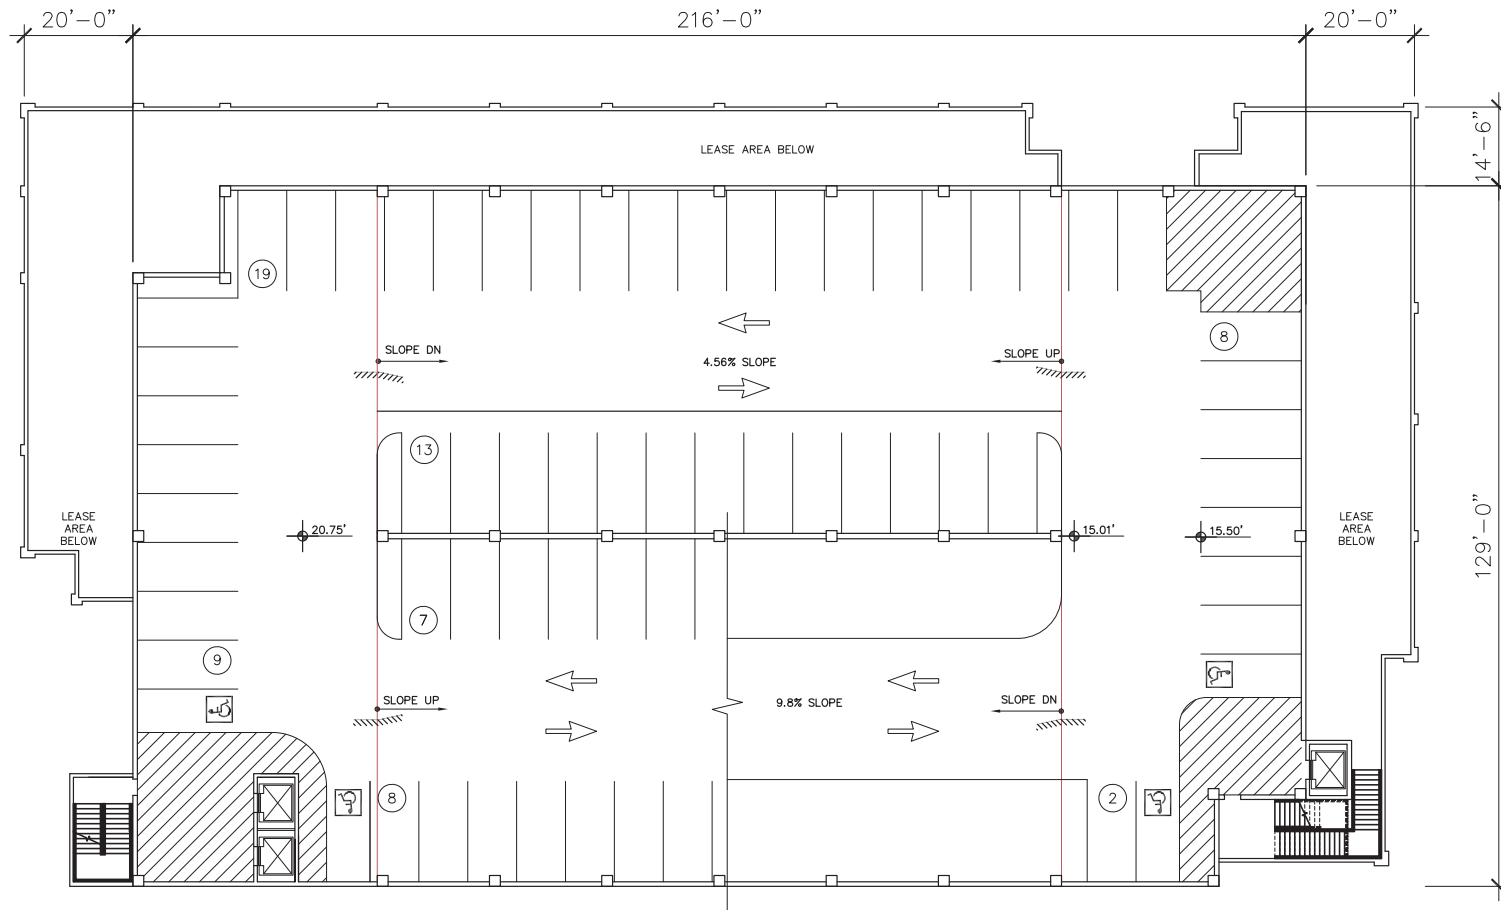 20'-0"
216'-0"
20'-0"
14'-6"
LEASE AREA BELOW
19
8
SLOPE DN
SLOPE UP
4.56% SLOPE
13
LEASE
AREA
BELOW
20.75'
15.01'
15.50'
LEASE
AREA
BELOW
129'-0"
7
9
SLOPE UP
9.8% SLOPE
SLOPE DN
8
2